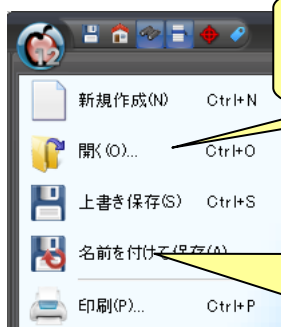 新規作成(N) Ctrl+N
開く(O)... Ctrl+O
上書き保存(S) Ctrl+S
名前を付けて保存(A)...
印刷(P)... Ctrl+P